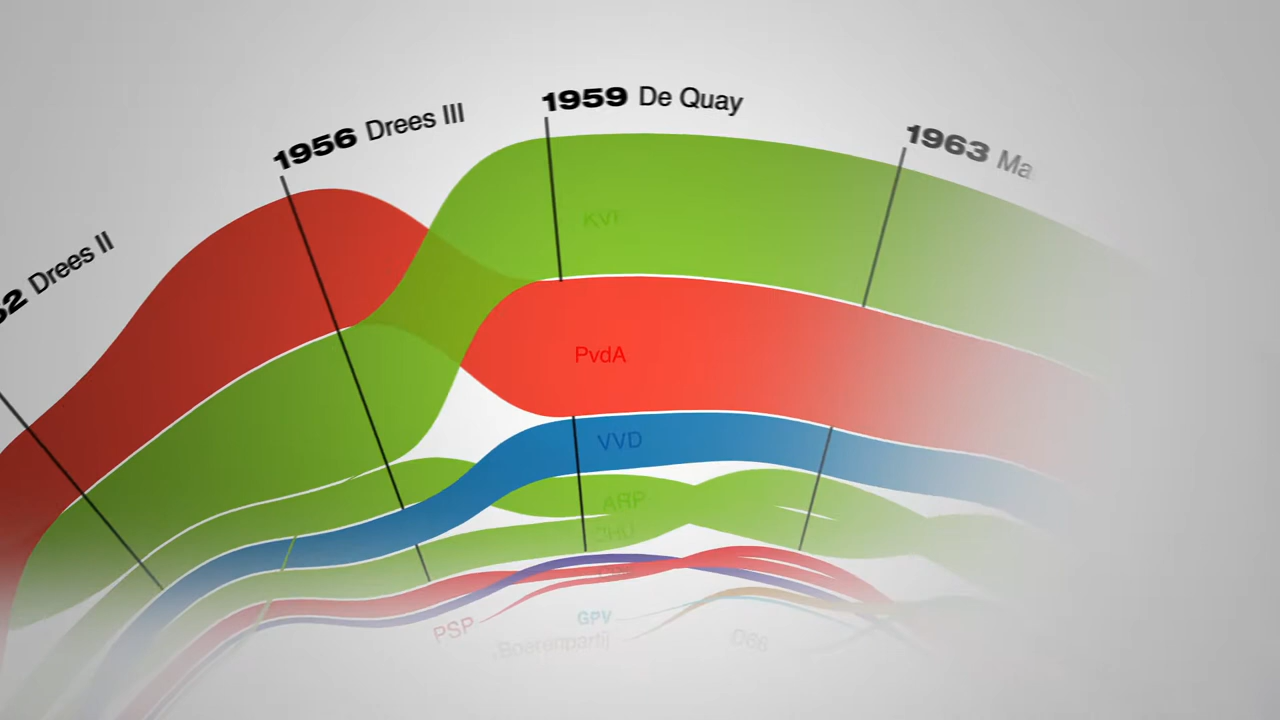 52 Drees II
1956 Drees III
1959 De Quay
1963 Ma
KVP
PvdA
VVD
ARP
CHU
PSP
GPV
Boerenpartij
D66